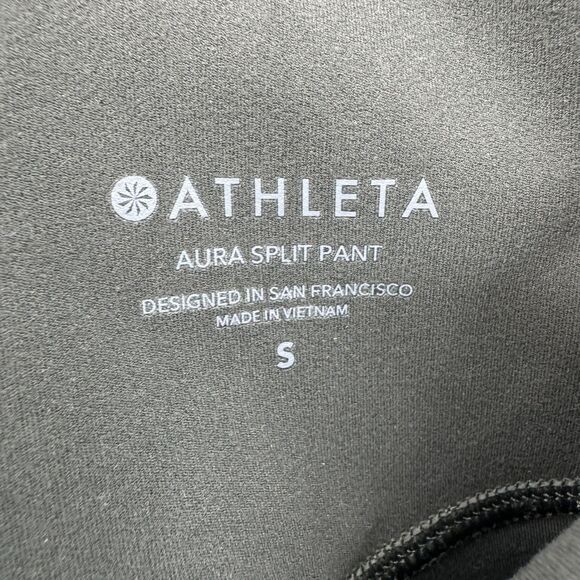 ATHLETA
AURA SPLIT PANT
DESIGNED IN SAN FRANCISCO
MADE IN VIETNAM
S